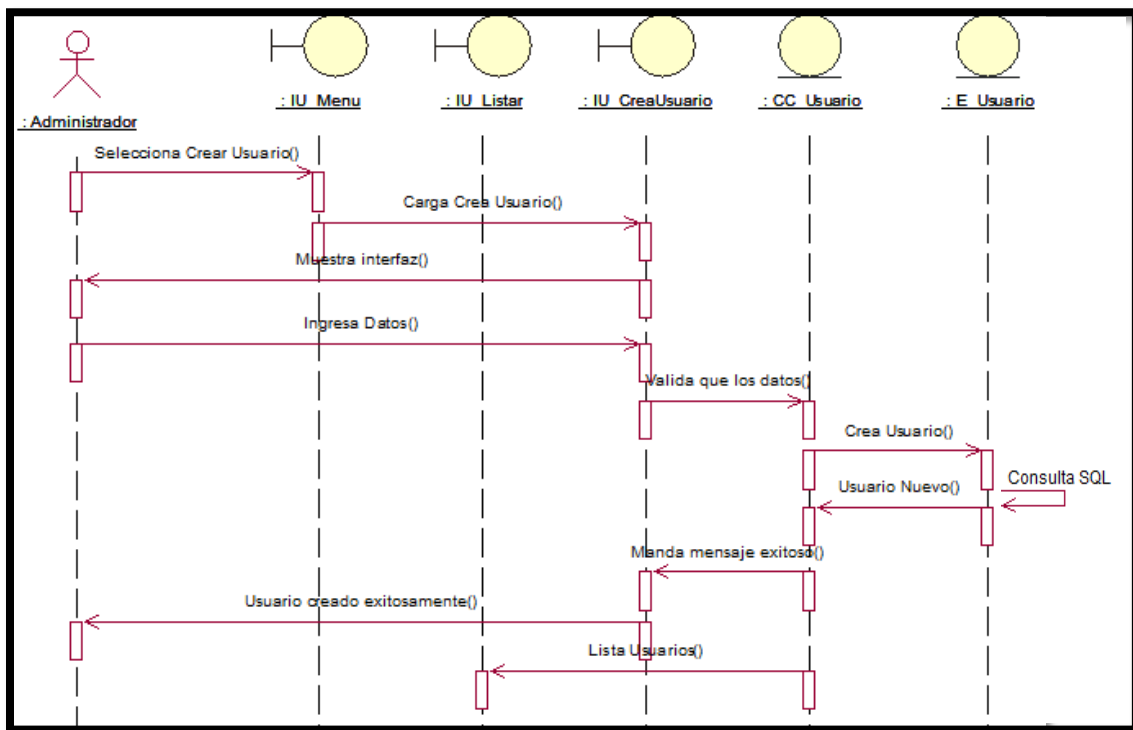 : Administrador
: IU_Menu
: IU_Listar
: IU_CreaUsuario
: CC_Usuario
: E_Usuario
Selecciona Crear Usuario()
Carga Crea Usuario()
Muestra interfaz()
Ingresa Datos()
Valida que los datos()
Crea Usuario()
Consulta SQL
Usuario Nuevo()
Manda mensaje exitoso()
Usuario creado exitosamente()
Lista Usuarios()